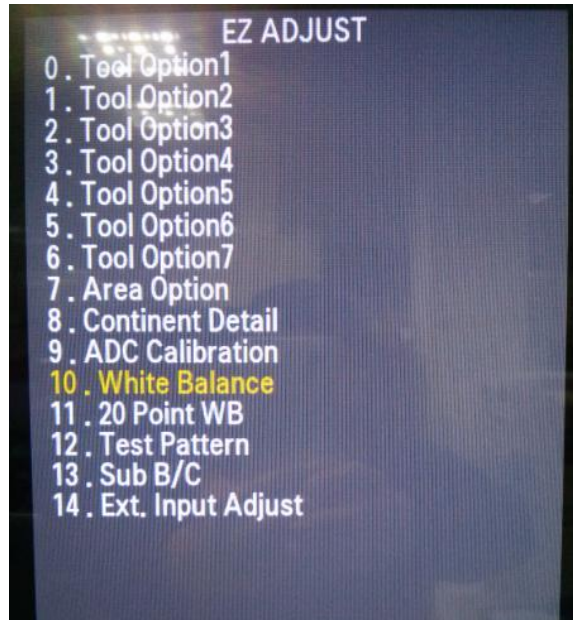 EZ ADJUST
0 . Tool Option1
1 . Tool Option2
2 . Tool Option3
3 . Tool Option4
4 . Tool Option5
5 . Tool Option6
6 . Tool Option7
7 . Area Option
8 . Continent Detail
9 . ADC Calibration
10 . White Balance
11 . 20 Point WB
12 . Test Pattern
13 . Sub B/C
14 . Ext. Input Adjust